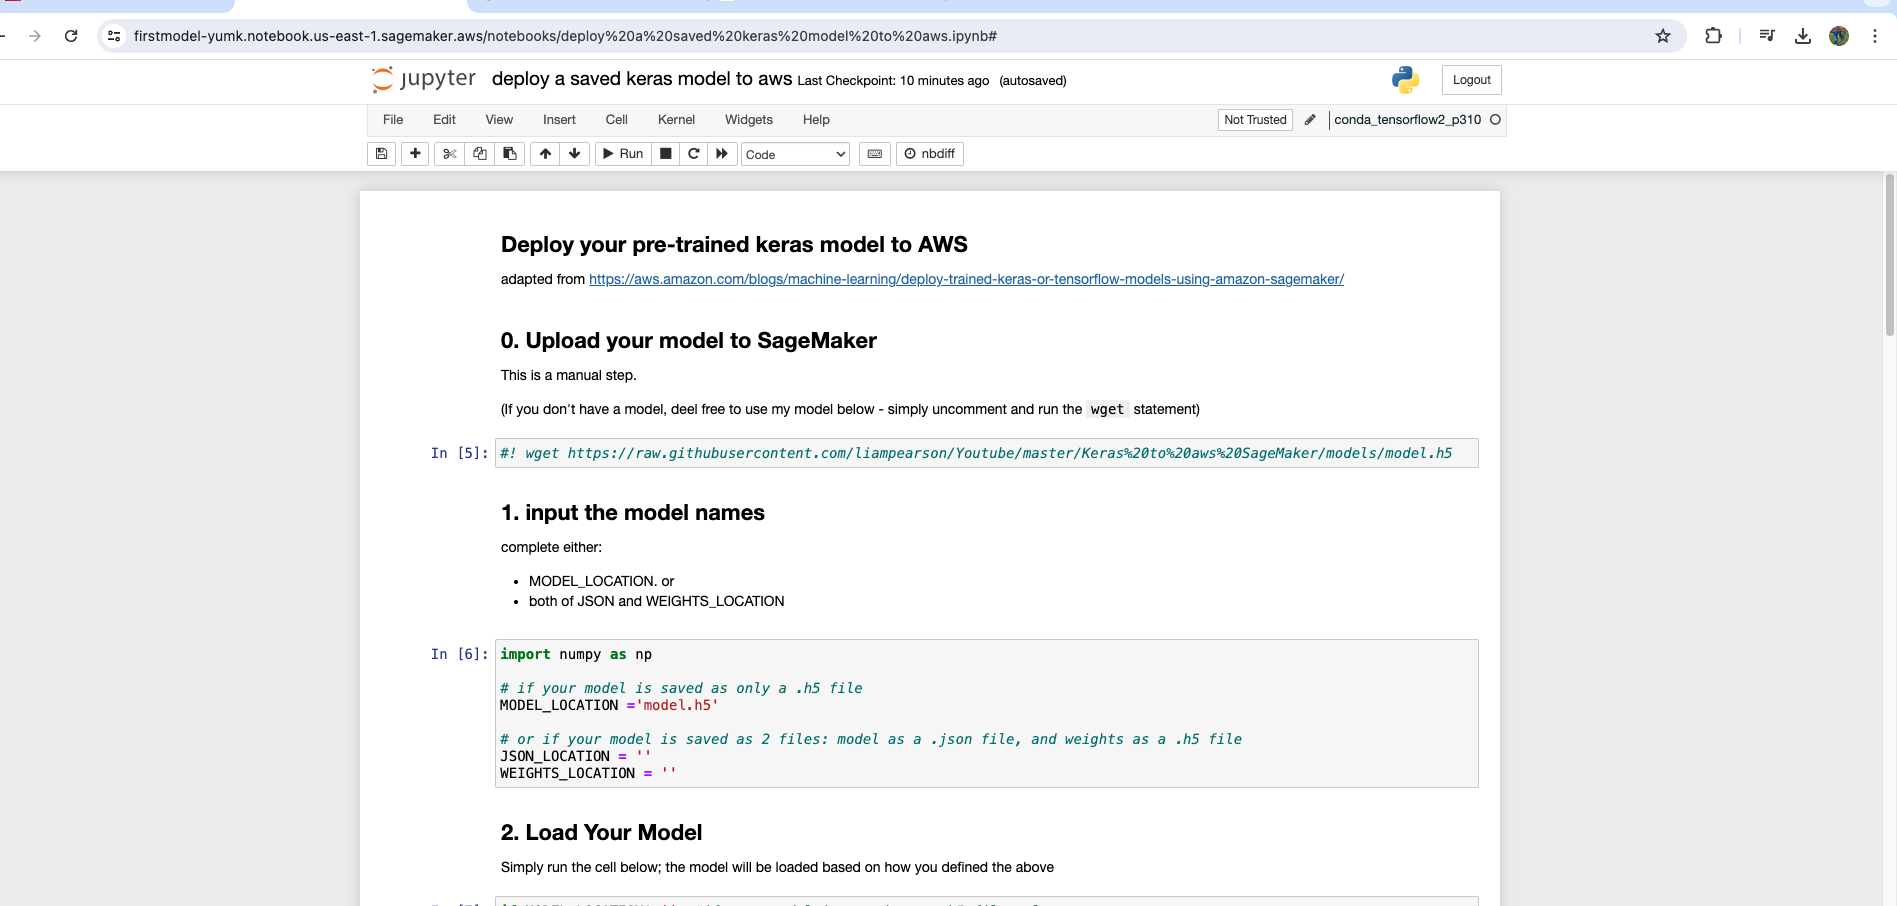 firstmodel-yumk.notebook.us-east-1.sagemaker.aws/notebooks/deploy%20a%20saved%20keras%20model%20to%20aws.ipynb#
jupyter deploy a saved keras model to aws Last Checkpoint: 10 minutes ago (autosaved) Logout
File Edit View Insert Cell Kernel Widgets Help Not Trusted conda_tensorflow2_p310
Run Code nbdiff
Deploy your pre-trained keras model to AWS
adapted from https://aws.amazon.com/blogs/machine-learning/deploy-trained-keras-or-tensorflow-models-using-amazon-sagemaker/
0. Upload your model to SageMaker
This is a manual step.
(If you don't have a model, deel free to use my model below - simply uncomment and run the wget statement)
In [5]: #! wget https://raw.githubusercontent.com/liampearson/Youtube/master/Keras%20to%20aws%20SageMaker/models/model.h5
1. input the model names
complete either:
• MODEL_LOCATION. or
• both of JSON and WEIGHTS_LOCATION
In [6]: import numpy as np
# if your model is saved as only a .h5 file
MODEL_LOCATION ='model.h5'
# or if your model is saved as 2 files: model as a .json file, and weights as a .h5 file
JSON_LOCATION = ''
WEIGHTS_LOCATION = ''
2. Load Your Model
Simply run the cell below; the model will be loaded based on how you defined the above